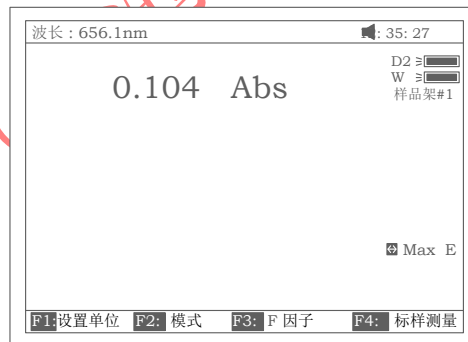 波长 : 656.1nm : 35: 27
D2
W
0.104 Abs
样品架#1
Max E
F1:设置单位 F2: 模式 F3: F 因子 F4: 标样测量